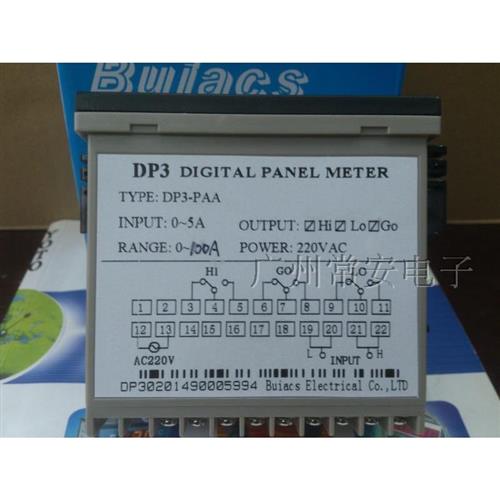 Buiacs
DP3 DIGITAL PANEL METER
TYPE: DP3-PAA
INPUT: 0~5A OUTPUT: ☑Hi ☑Lo ☑Go
RANGE: 0~100A POWER: 220VAC
广州常安电子
HI GO LO
1 2 3 4 5 6 7 8 9 10 11
12 13 14 15 16 17 18 19 20 21 22
AC220V L INPUT H
DP30201490005994 Buiacs Electrical Co.,LTD